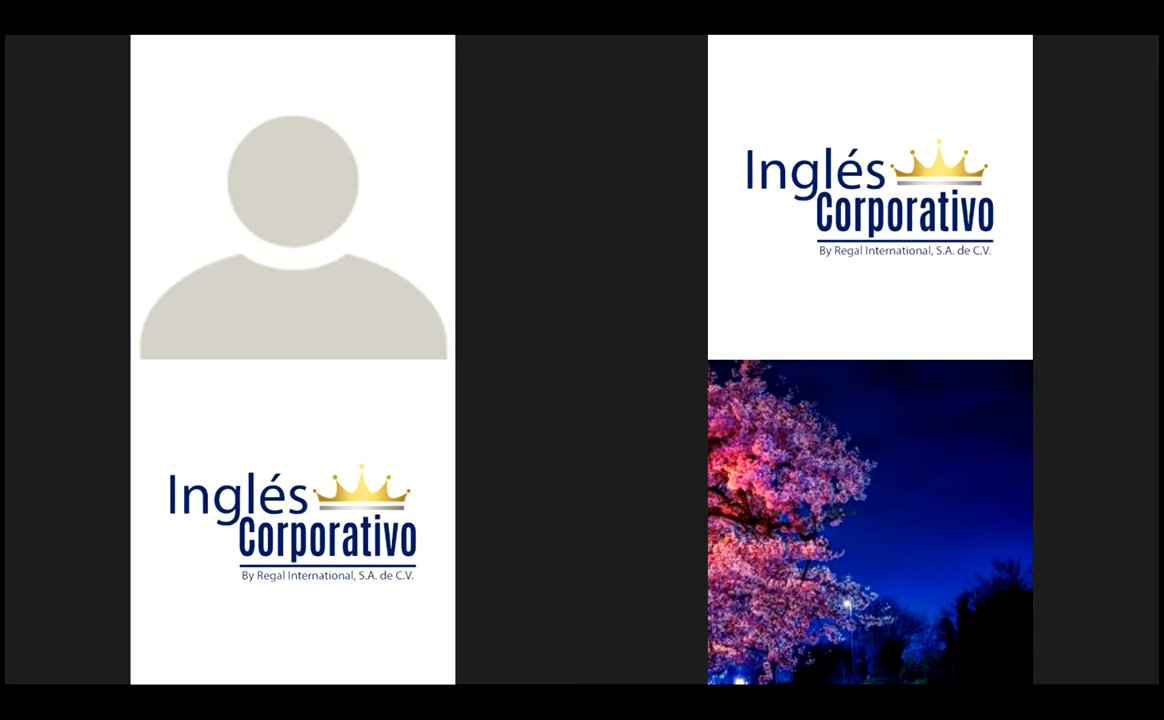 Inglés
Corporativo
By Regal International, S.A. de C.V.
Inglés
Corporativo
By Regal International, S.A. de C.V.